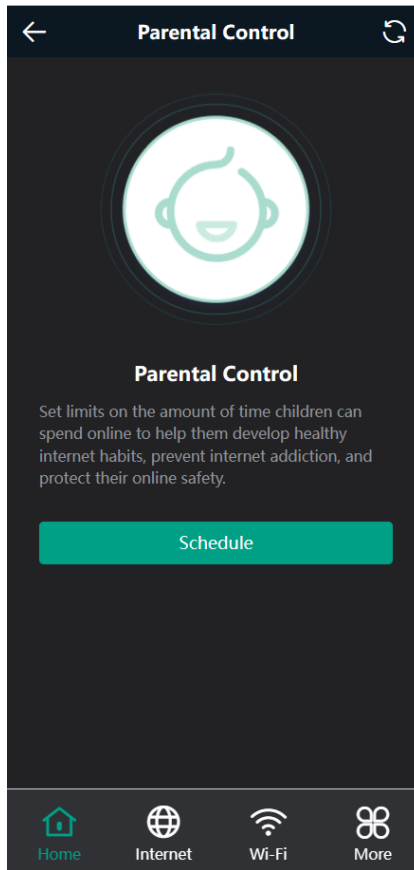 Parental Control
Parental Control
Set limits on the amount of time children can
spend online to help them develop healthy
internet habits, prevent internet addiction, and
protect their online safety.
Schedule
Home Internet Wi-Fi More